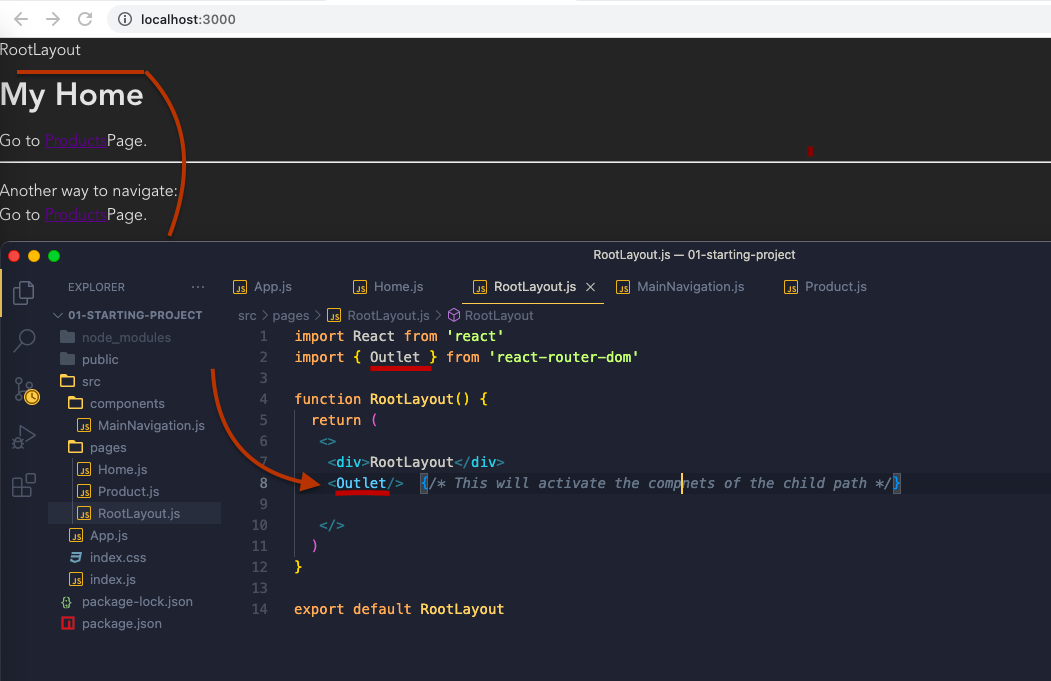 localhost:3000
RootLayout
My Home
Go to ProductsPage.
Another way to navigate:
Go to ProductsPage.
RootLayout.js — 01-starting-project
EXPLORER ···
App.js Home.js RootLayout.js MainNavigation.js Product.js
01-STARTING-PROJECT
node_modules
public
src
components
MainNavigation.js
pages
Home.js
Product.js
RootLayout.js
App.js
index.css
index.js
package-lock.json
package.json
src > pages > RootLayout.js > RootLayout
1 import React from 'react'
2 import { Outlet } from 'react-router-dom'
3
4 function RootLayout() {
5 return (
6 <>
7 <div>RootLayout</div>
8 <Outlet/> {/* This will activate the compnets of the child path */}
9
10 </>
11 )
12 }
13
14 export default RootLayout